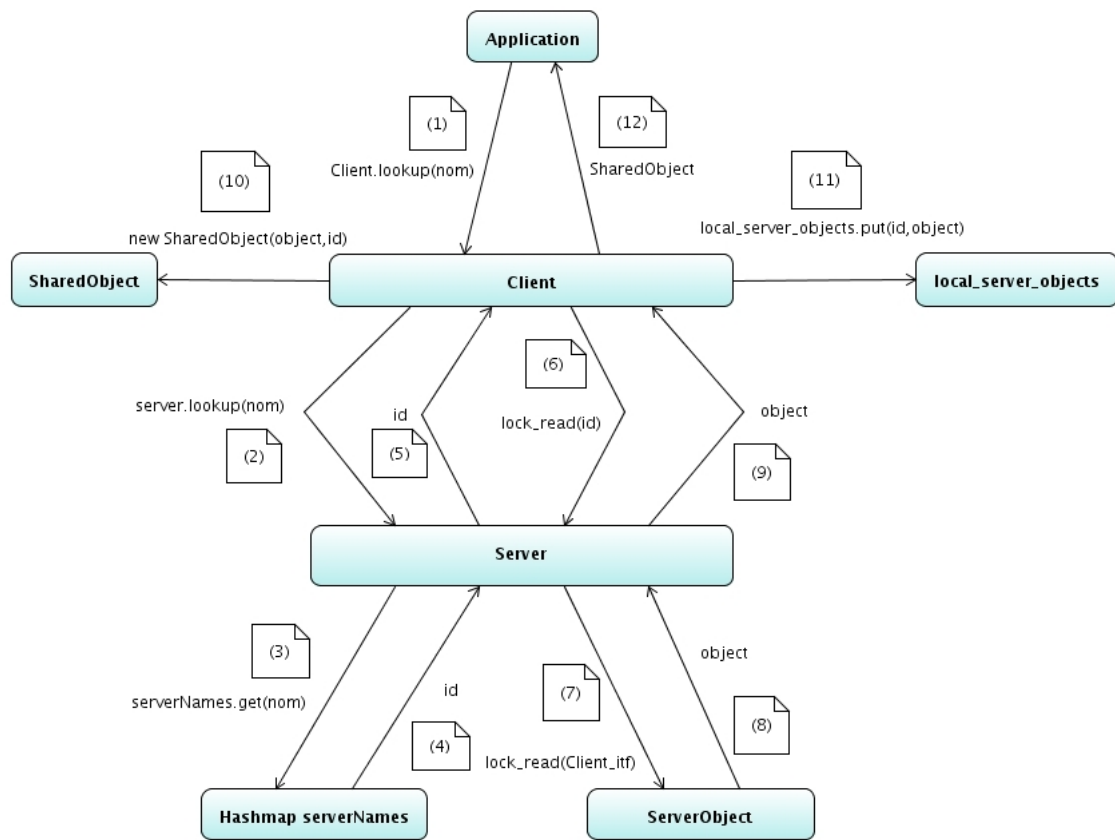 Application
(1)
(12)
Client.lookup(nom)
SharedObject
(10)
(11)
new SharedObject(object,id)
local_server_objects.put(id,object)
SharedObject
Client
local_server_objects
(6)
server.lookup(nom)
id
lock_read(id)
object
(2)
(5)
(9)
Server
(3)
object
serverNames.get(nom)
id
(7)
(4)
(8)
lock_read(Client_itf)
Hashmap serverNames
ServerObject